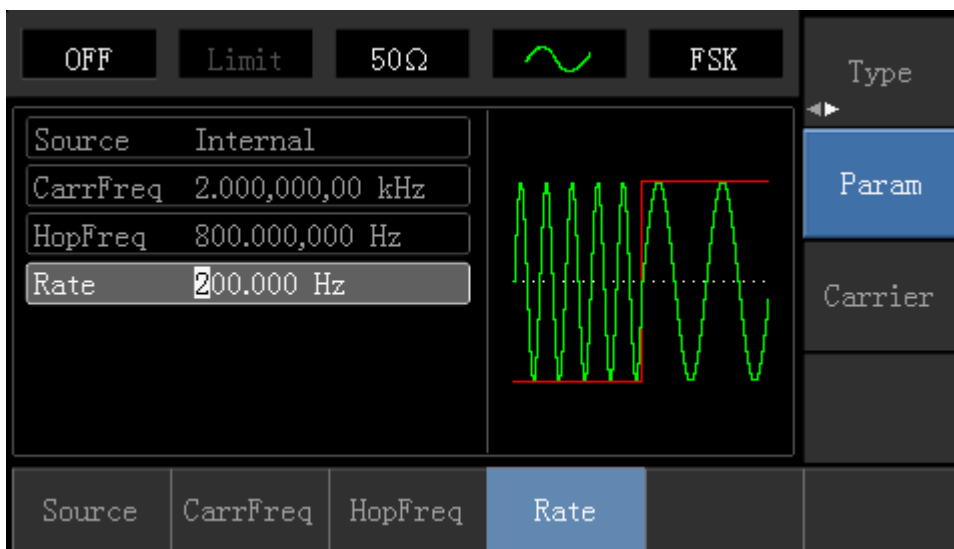 OFF Limit 50Ω FSK
Type
Source Internal
CarrFreq 2.000,000,00 kHz
HopFreq 800.000,000 Hz
Rate 200.000 Hz
Param
Carrier
Source CarrFreq HopFreq Rate